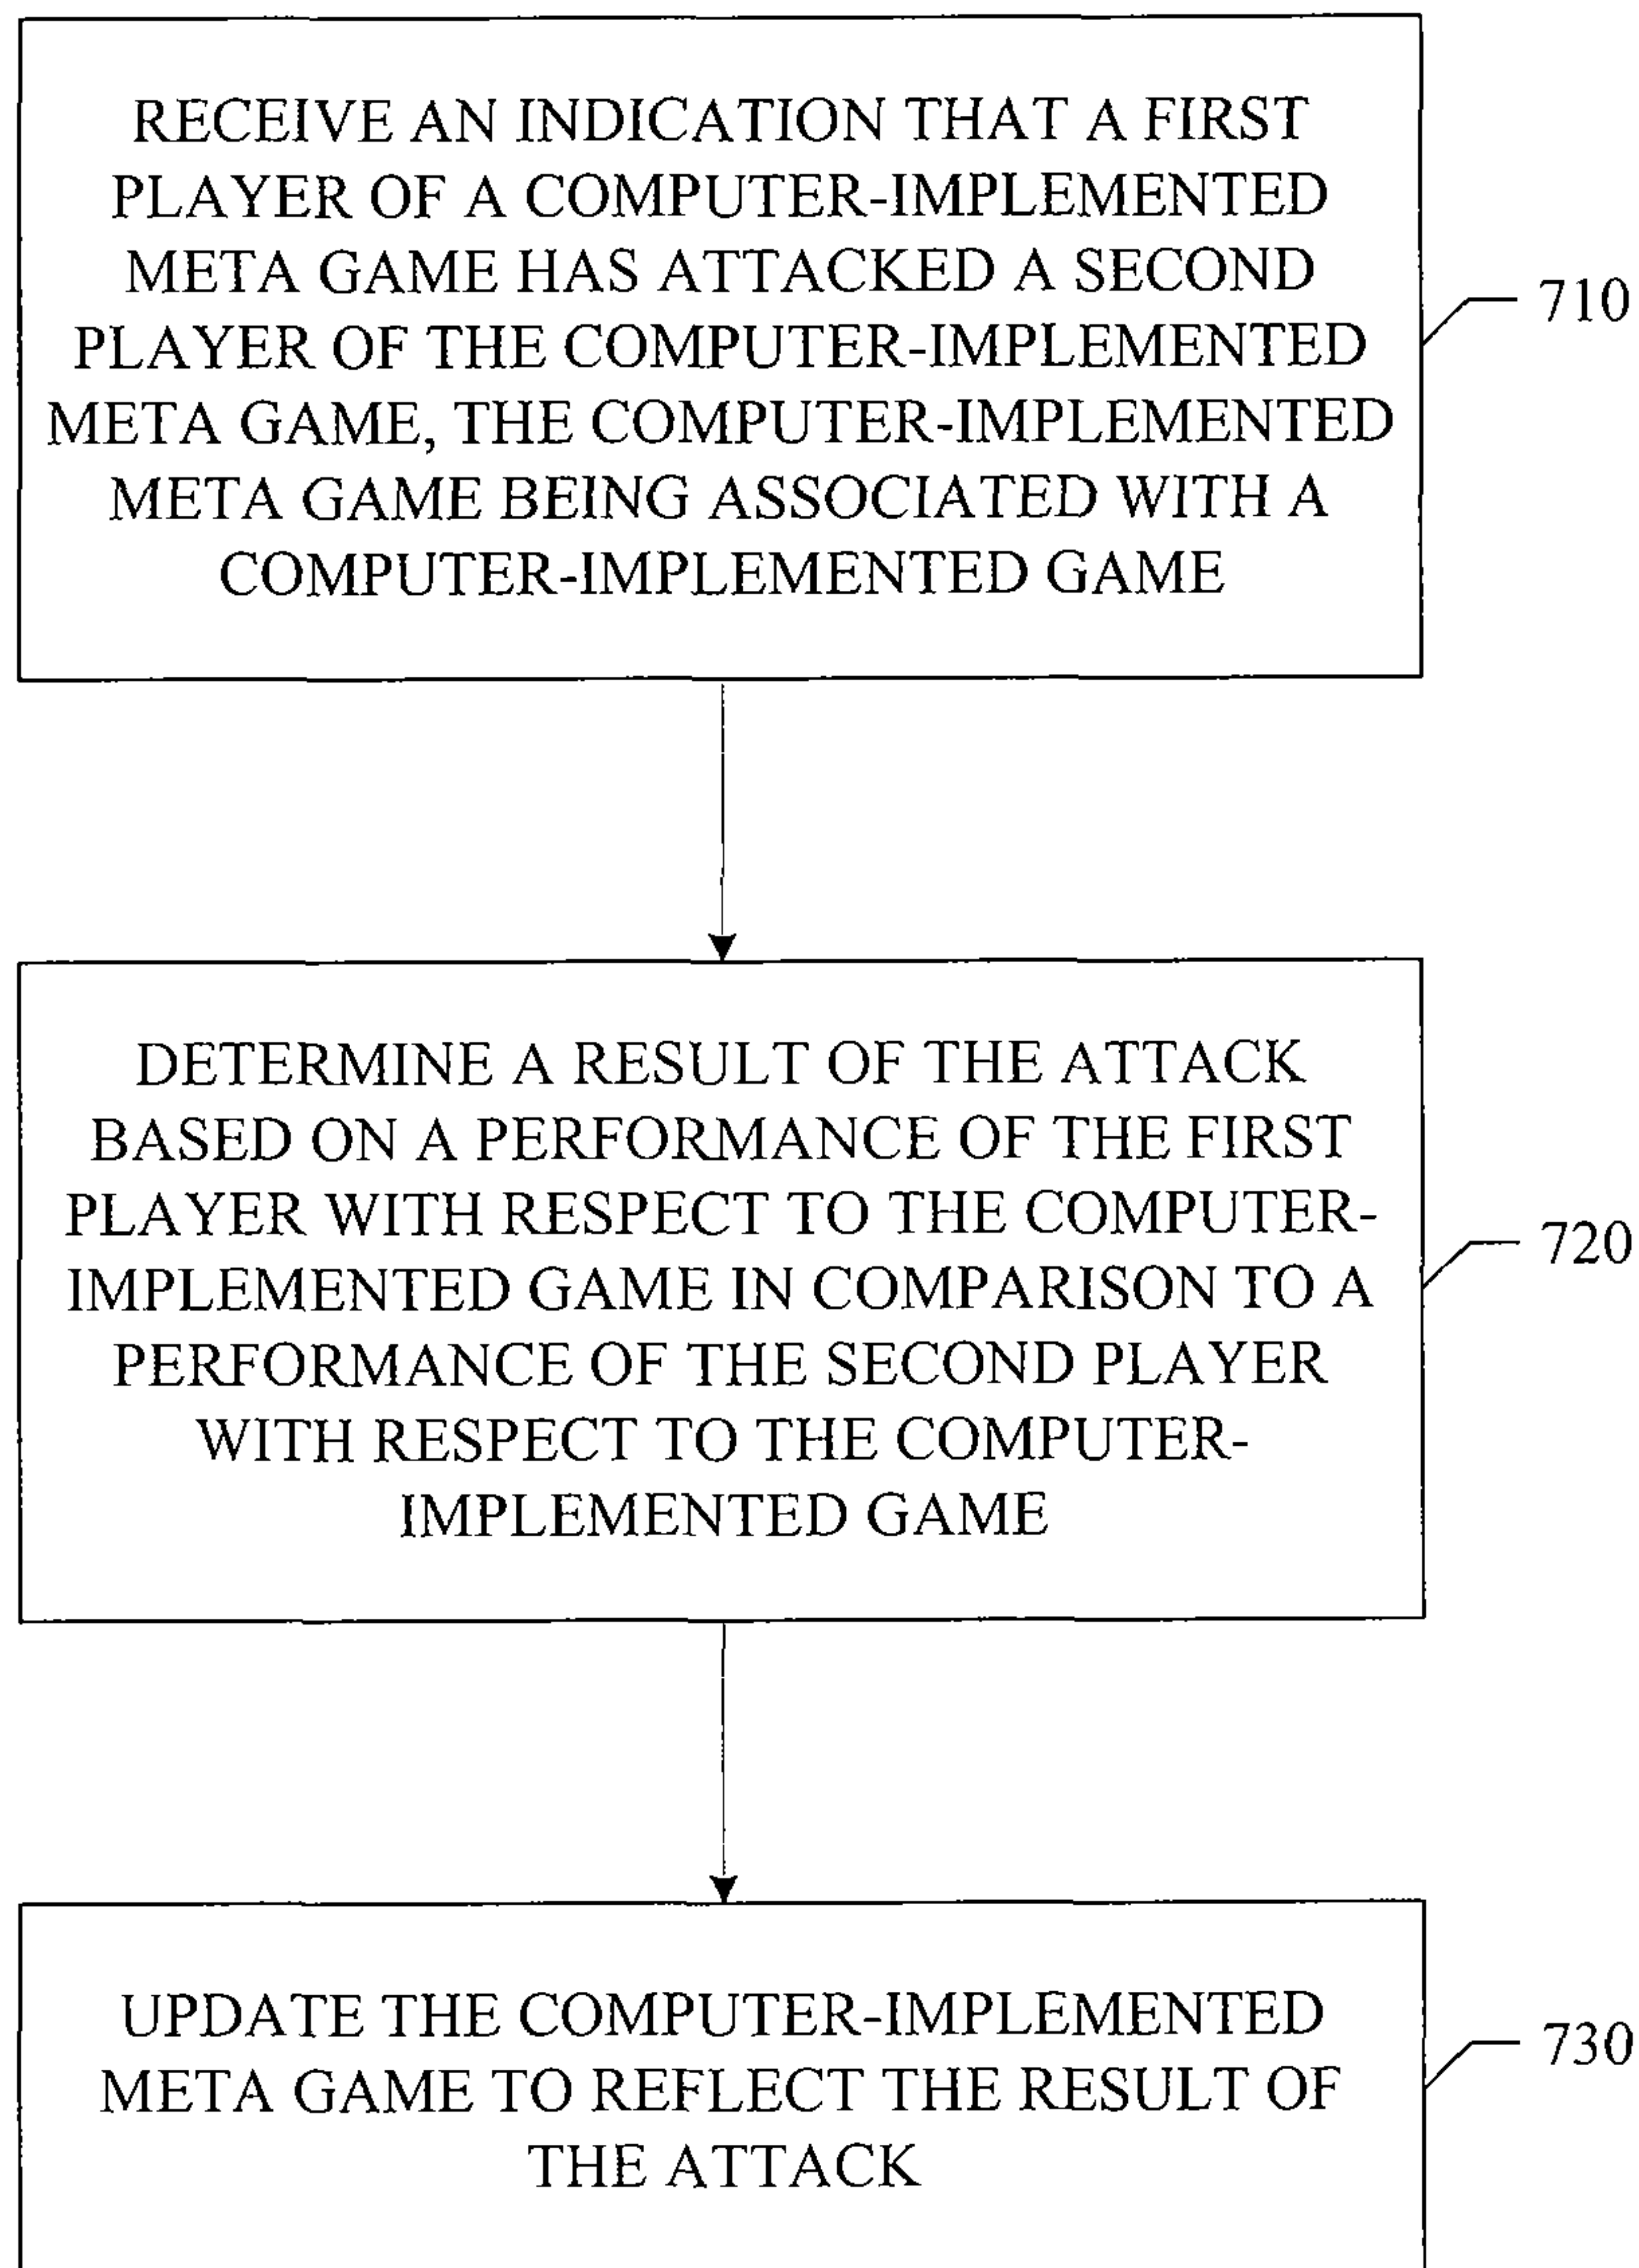 RECEIVE AN INDICATION THAT A FIRST
PLAYER OF A COMPUTER-IMPLEMENTED
META GAME HAS ATTACKED A SECOND
PLAYER OF THE COMPUTER-IMPLEMENTED
META GAME, THE COMPUTER-IMPLEMENTED
META GAME BEING ASSOCIATED WITH A
COMPUTER-IMPLEMENTED GAME
710
DETERMINE A RESULT OF THE ATTACK
BASED ON A PERFORMANCE OF THE FIRST
PLAYER WITH RESPECT TO THE COMPUTER-
IMPLEMENTED GAME IN COMPARISON TO A
PERFORMANCE OF THE SECOND PLAYER
WITH RESPECT TO THE COMPUTER-
IMPLEMENTED GAME
720
UPDATE THE COMPUTER-IMPLEMENTED
META GAME TO REFLECT THE RESULT OF
THE ATTACK
730